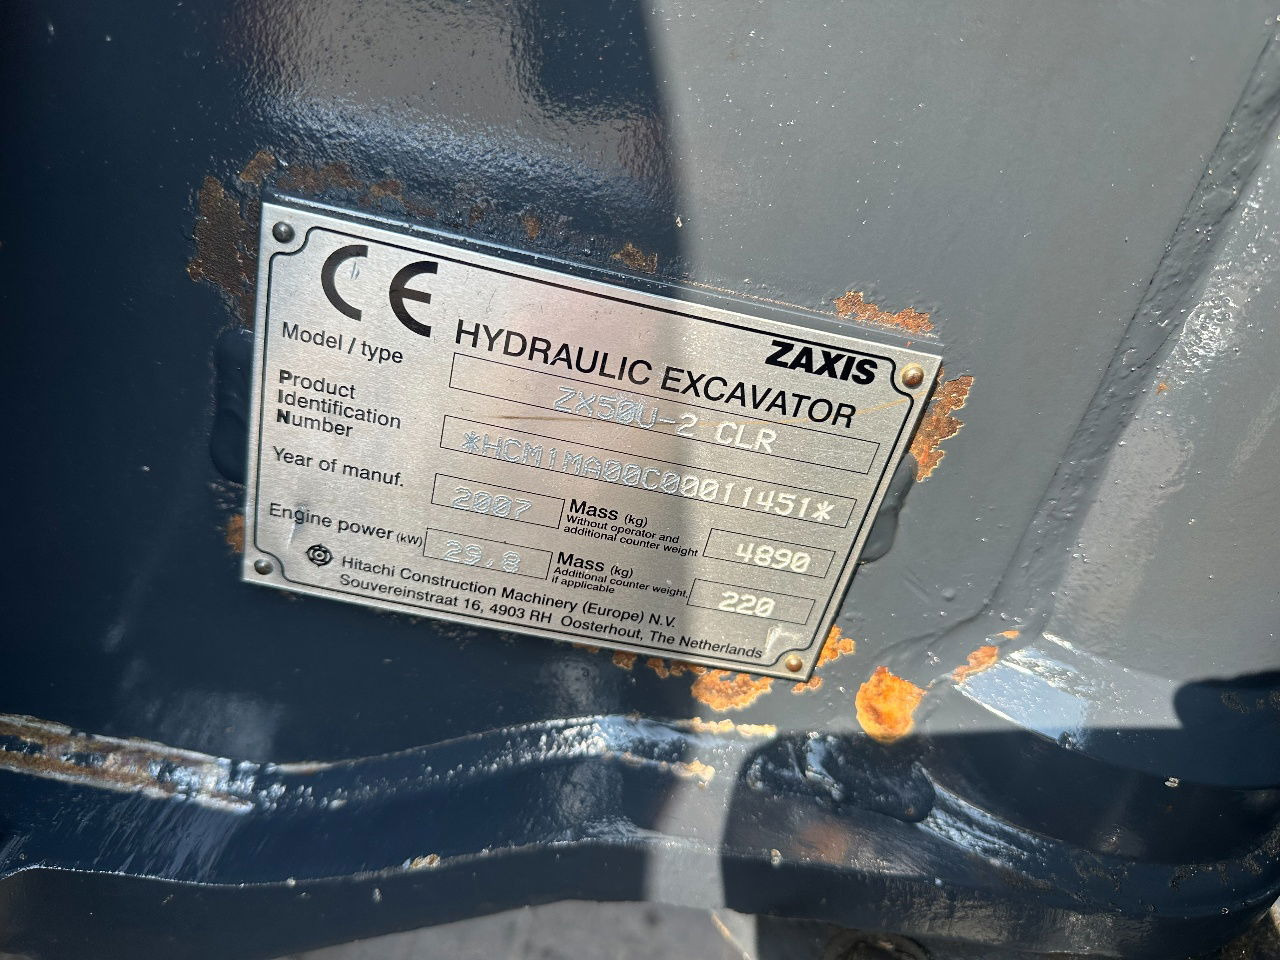 CE
ZAXIS
HYDRAULIC EXCAVATOR
Model / type ZX50U-2 CLR
Product
Identification
Number *HCM1MA00C00011451*
Year of manuf. 2007 Mass (kg)
Without operator and
additional counter weight 4890
Engine power (kW) 29,8 Mass (kg)
Additional counter weight,
if applicable 220
Hitachi Construction Machinery (Europe) N.V.
Souvereinstraat 16, 4903 RH Oosterhout, The Netherlands